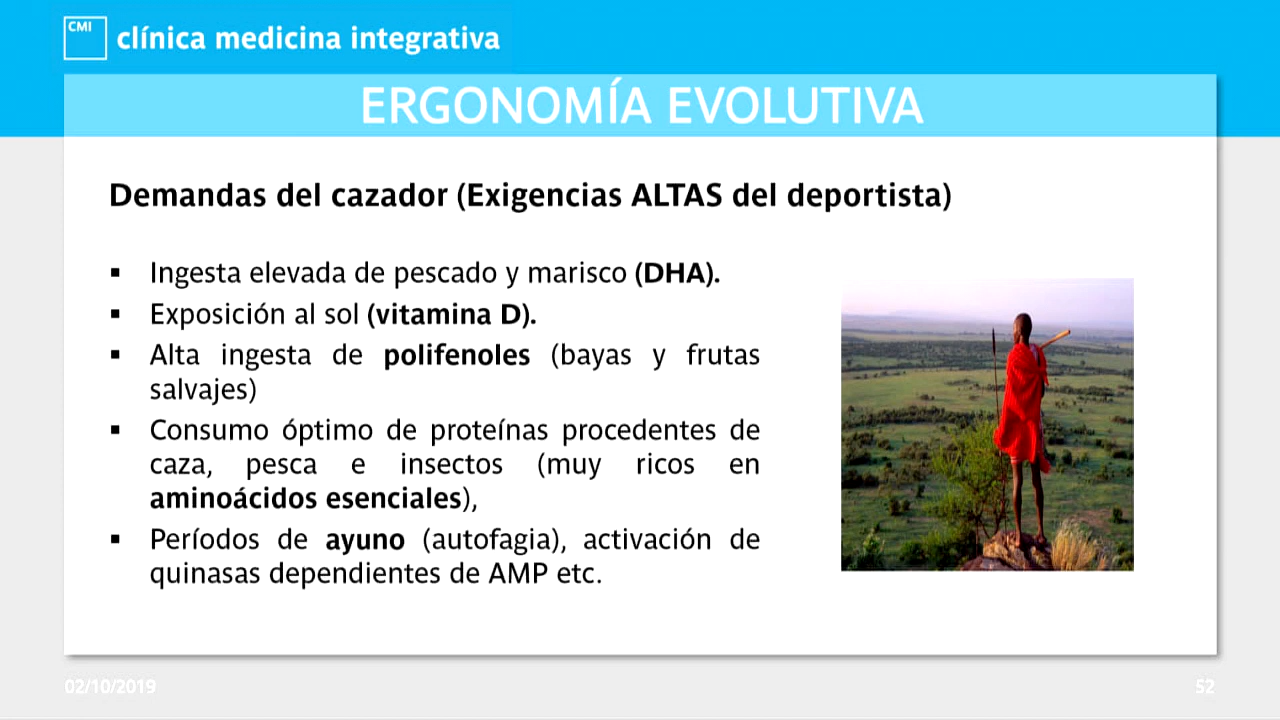 CMI
clínica medicina integrativa
ERGONOMÍA EVOLUTIVA
Demandas del cazador (Exigencias ALTAS del deportista)
▪ Ingesta elevada de pescado y marisco (DHA).
▪ Exposición al sol (vitamina D).
▪ Alta ingesta de polifenoles (bayas y frutas
salvajes)
▪ Consumo óptimo de proteínas procedentes de
caza, pesca e insectos (muy ricos en
aminoácidos esenciales),
▪ Períodos de ayuno (autofagia), activación de
quinasas dependientes de AMP etc.
02/10/2019
52